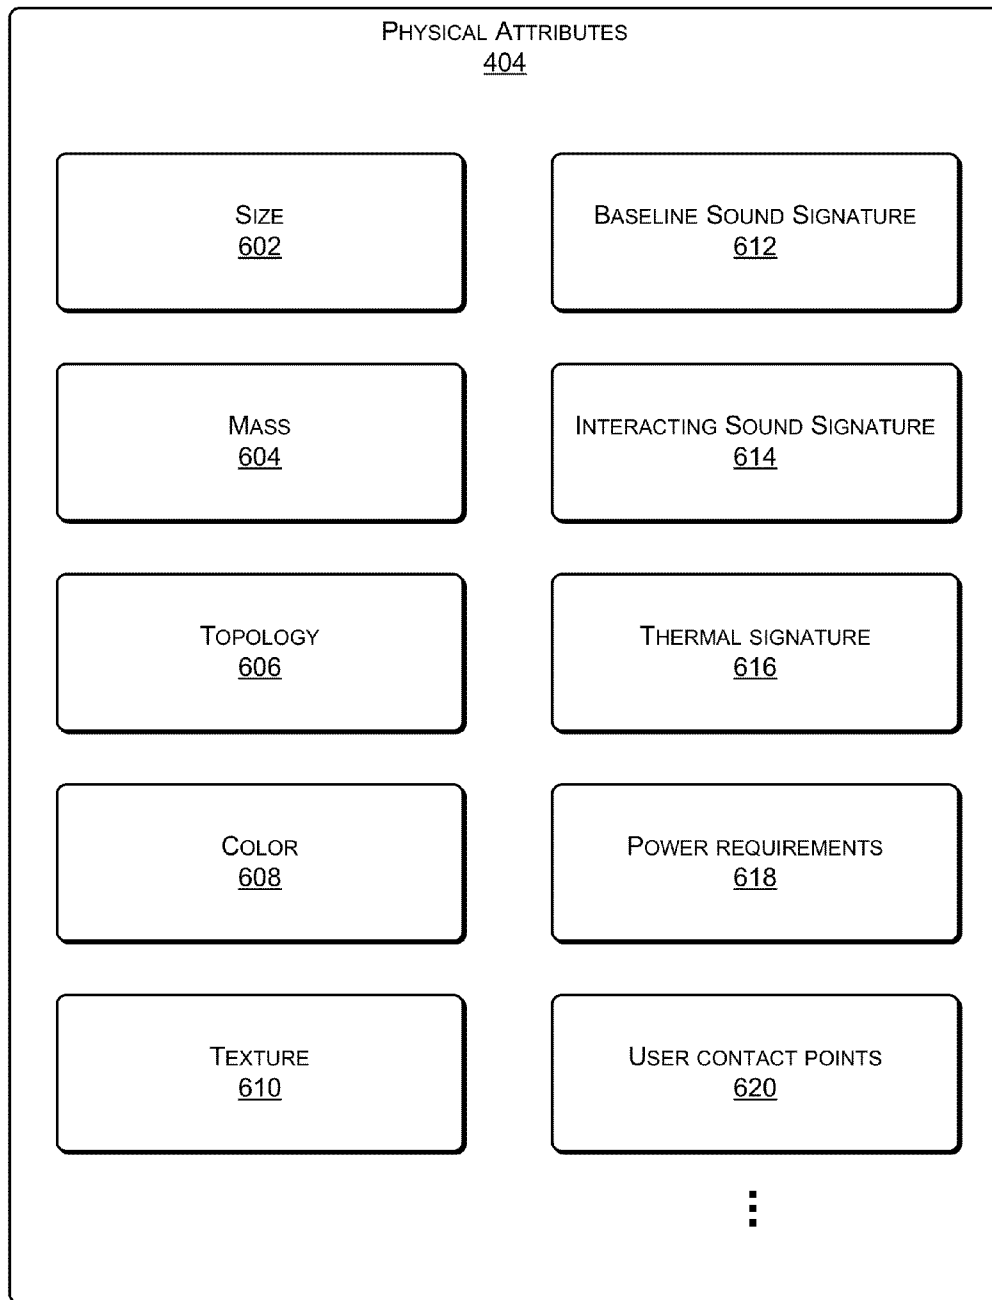 PHYSICAL ATTRIBUTES
404
SIZE
602
MASS
604
TOPOLOGY
606
COLOR
608
TEXTURE
610
BASELINE SOUND SIGNATURE
612
INTERACTING SOUND SIGNATURE
614
THERMAL SIGNATURE
616
POWER REQUIREMENTS
618
USER CONTACT POINTS
620